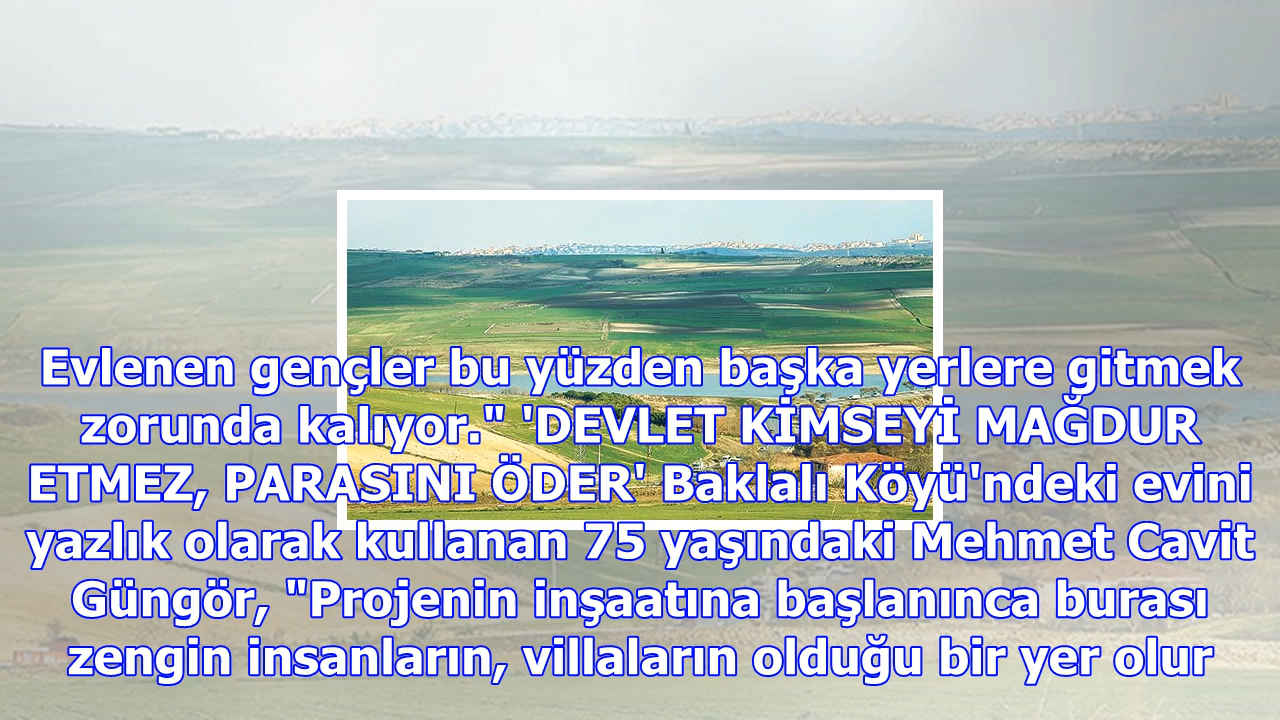 Evlenen gençler bu yüzden başka yerlere gitmek
zorunda kalıyor." 'DEVLET KİMSEYİ MAĞDUR
ETMEZ, PARASINI ÖDER' Baklalı Köyü'ndeki evini
yazlık olarak kullanan 75 yaşındaki Mehmet Cavit
Güngör, "Projenin inşaatına başlanınca burası
zengin insanların, villaların olduğu bir yer olur